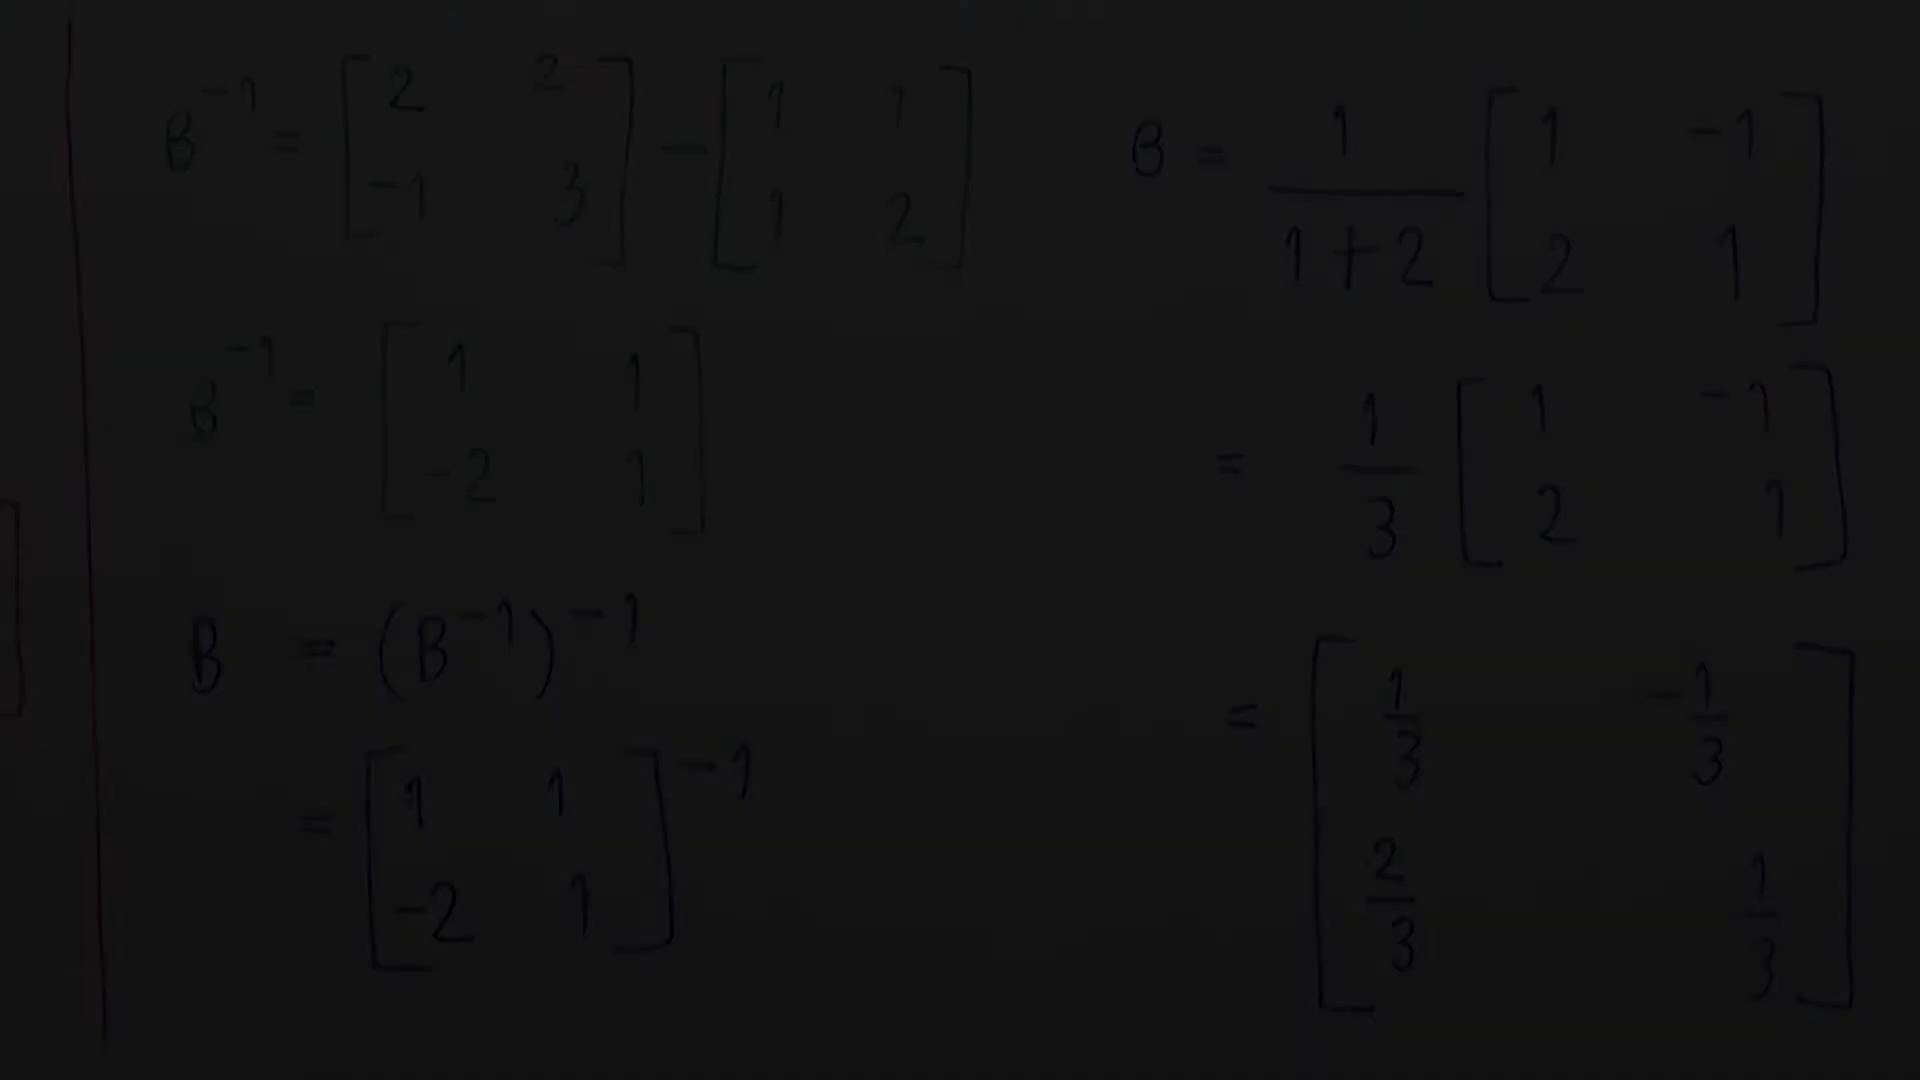 B⁻¹ = [2 2
-1 3] − [1 1
1 2]
B⁻¹ = [1 1
-2 1]
B = (B⁻¹)⁻¹
= [1 1
-2 1]⁻¹
B = 1/(1+2) [1 -1
2 1]
= 1/3 [1 -1
2 1]
= [1/3 -1/3
2/3 1/3]